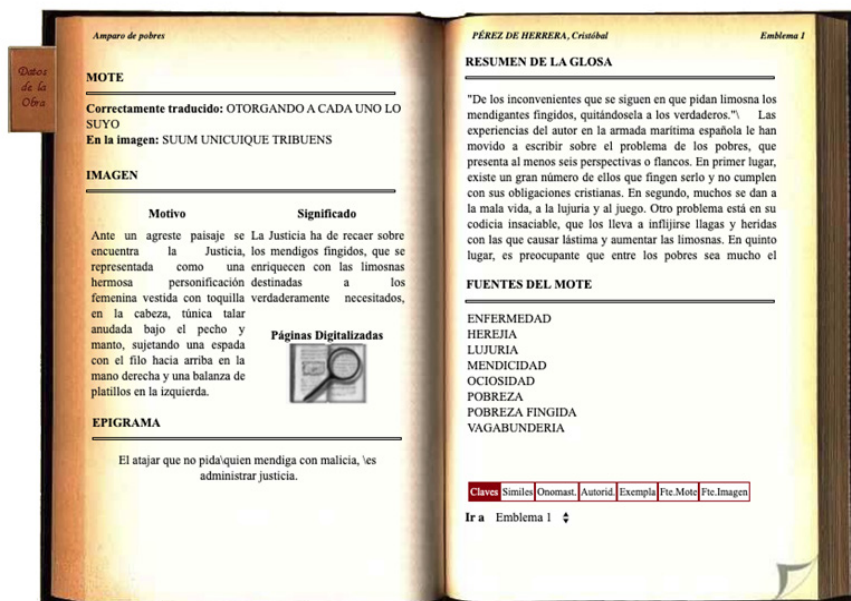 Amparo de pobres
Datos
de la
Obra
MOTE
Correctamente traducido: OTORGANDO A CADA UNO LO
SUYO
En la imagen: SUUM UNICUIQUE TRIBUENS
IMAGEN
Motivo
Ante un agreste paisaje se
encuentra la Justicia,
representada como una
hermosa personificación
femenina vestida con toquilla
en la cabeza, túnica talar
anudada bajo el pecho y
manto, sujetando una espada
con el filo hacia arriba en la
mano derecha y una balanza de
platillos en la izquierda.
Significado
La Justicia ha de recaer sobre
los mendigos fingidos, que se
enriquecen con las limosnas
destinadas a los
verdaderamente necesitados,
Páginas Digitalizadas
EPIGRAMA
El atajar que no pida\quien mendiga con malicia, \es
administrar justicia.
PÉREZ DE HERRERA, Cristóbal
Emblema 1
RESUMEN DE LA GLOSA
"De los inconvenientes que se siguen en que pidan limosna los
mendigantes fingidos, quitándosela a los verdaderos."\ Las
experiencias del autor en la armada marítima española le han
movido a escribir sobre el problema de los pobres, que
presenta al menos seis perspectivas o flancos. En primer lugar,
existe un gran número de ellos que fingen serlo y no cumplen
con sus obligaciones cristianas. En segundo, muchos se dan a
la mala vida, a la lujuria y al juego. Otro problema está en su
codicia insaciable, que los lleva a inflijirse llagas y heridas
con las que causar lástima y aumentar las limosnas. En quinto
lugar, es preocupante que entre los pobres sea mucho el
FUENTES DEL MOTE
ENFERMEDAD
HEREJIA
LUJURIA
MENDICIDAD
OCIOSIDAD
POBREZA
POBREZA FINGIDA
VAGABUNDERIA
Claves Similes Onomast. Autorid. Exempla Fte.Mote Fte.Imagen
Ir a Emblema 1